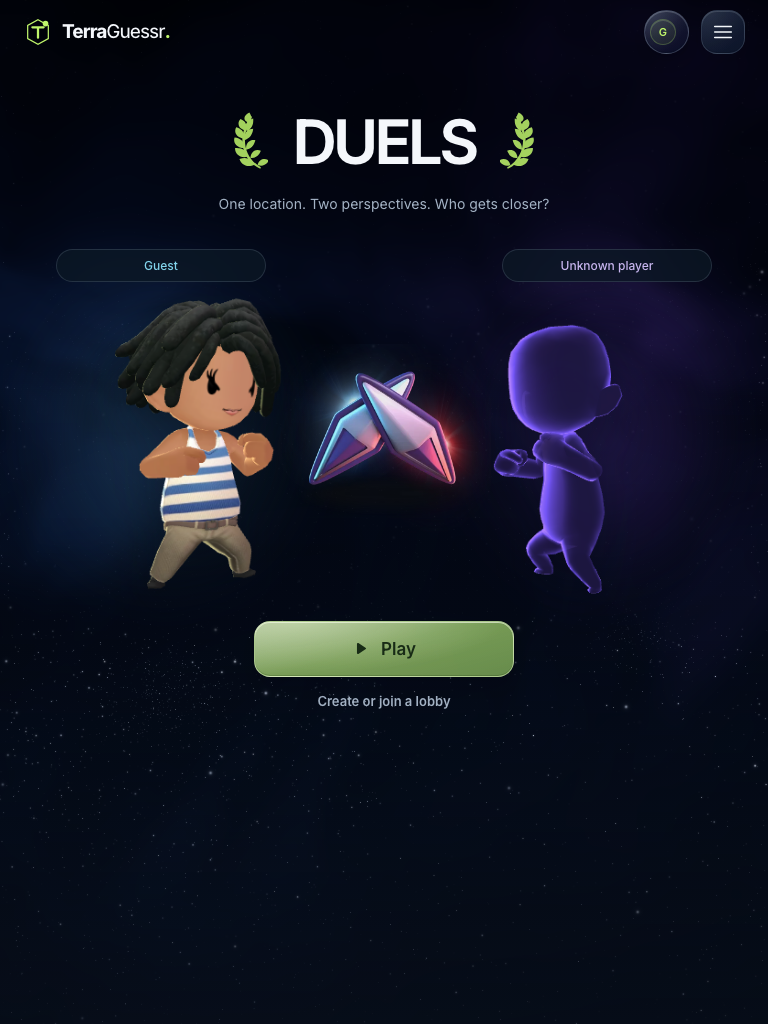 TerraGuessr.
G
DUELS
One location. Two perspectives. Who gets closer?
Guest
Unknown player
Play
Create or join a lobby